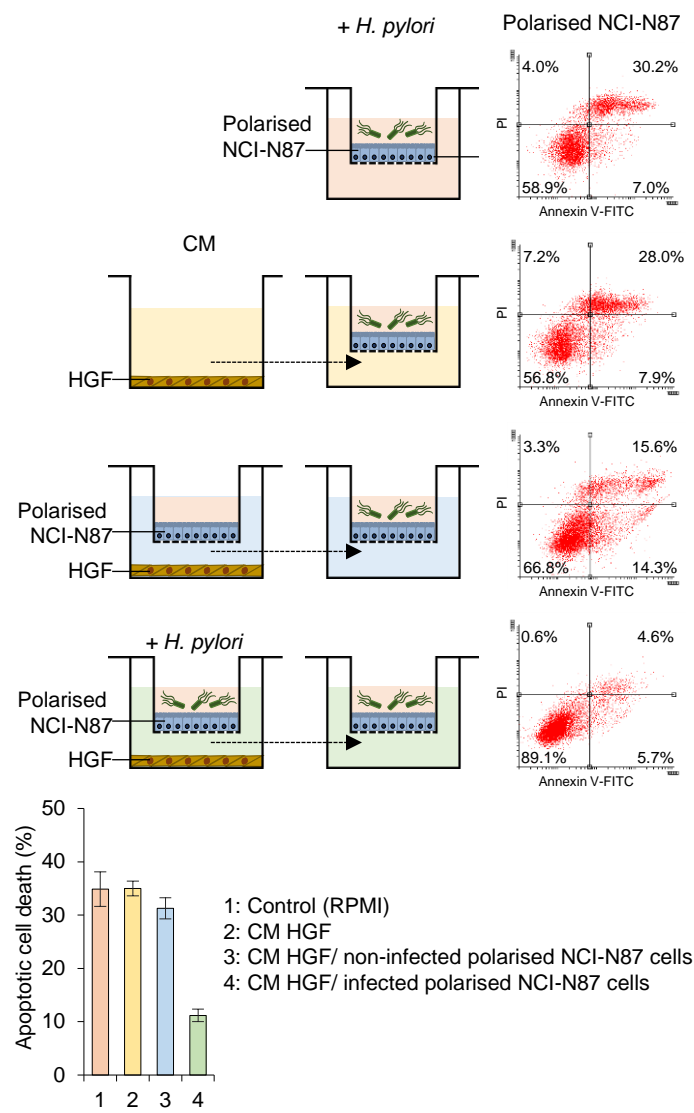 + H. pylori
Polarised NCI-N87
Polarised
NCI-N87
4.0%
30.2%
PI
58.9%
7.0%
Annexin V-FITC
CM
HGF
7.2%
28.0%
PI
56.8%
7.9%
Annexin V-FITC
Polarised
NCI-N87
HGF
3.3%
15.6%
PI
66.8%
14.3%
Annexin V-FITC
+ H. pylori
Polarised
NCI-N87
HGF
0.6%
4.6%
PI
89.1%
5.7%
Annexin V-FITC
Apoptotic cell death (%)
50
40
30
20
10
0
1 2 3 4
1: Control (RPMI)
2: CM HGF
3: CM HGF/ non-infected polarised NCI-N87 cells
4: CM HGF/ infected polarised NCI-N87 cells